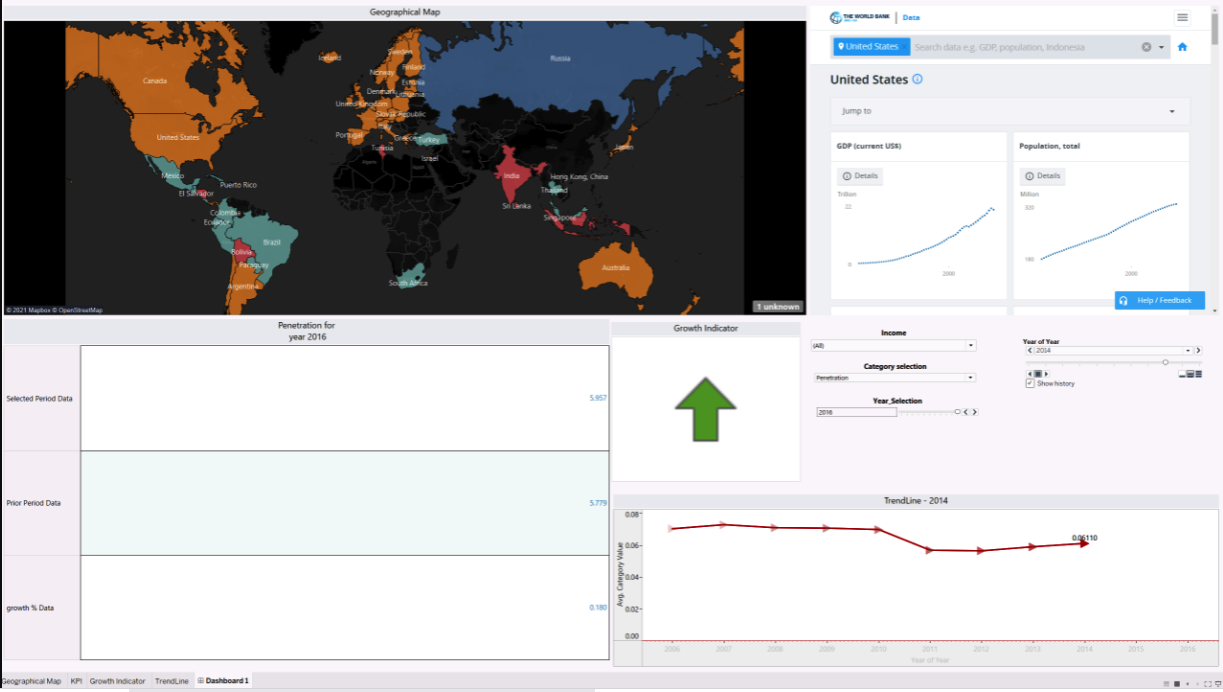 Geographical Map
Iceland
Sweden
Russia
Canada
Norway
Finland
Estonia
Denmark
Lithuania
United Kingdom
Slovak Republic
United States
Portugal
Italy
Greece
Turkey
Japan
Tunisia
Israel
Algeria
Egypt
Iran
China
Mexico
Puerto Rico
India
Hong Kong, China
El Salvador
Thailand
Sri Lanka
Colombia
Ecuador
Singapore
Brazil
Bolivia
Paraguay
Australia
Argentina
South Africa
© 2021 Mapbox © OpenStreetMap
1 unknown
THE WORLD BANK
Data
United States
Search data e.g. GDP, population, Indonesia
United States
Jump to
GDP (current US$)
Population, total
Details
Details
Trillion
Million
22
320
0
180
2000
2000
Help / Feedback
Penetration for
year 2016
Selected Period Data
5.957
Prior Period Data
5.779
growth % Data
0.180
Growth Indicator
Income
(All)
Category selection
Penetration
Year_Selection
2016
Year of Year
2014
Show history
TrendLine - 2014
Avg. Category Value
0.08
0.06
0.04
0.02
0.00
0.06110
2006 2007 2008 2009 2010 2011 2012 2013 2014 2015 2016
Year of Year
Geographical Map KPI Growth Indicator TrendLine Dashboard 1